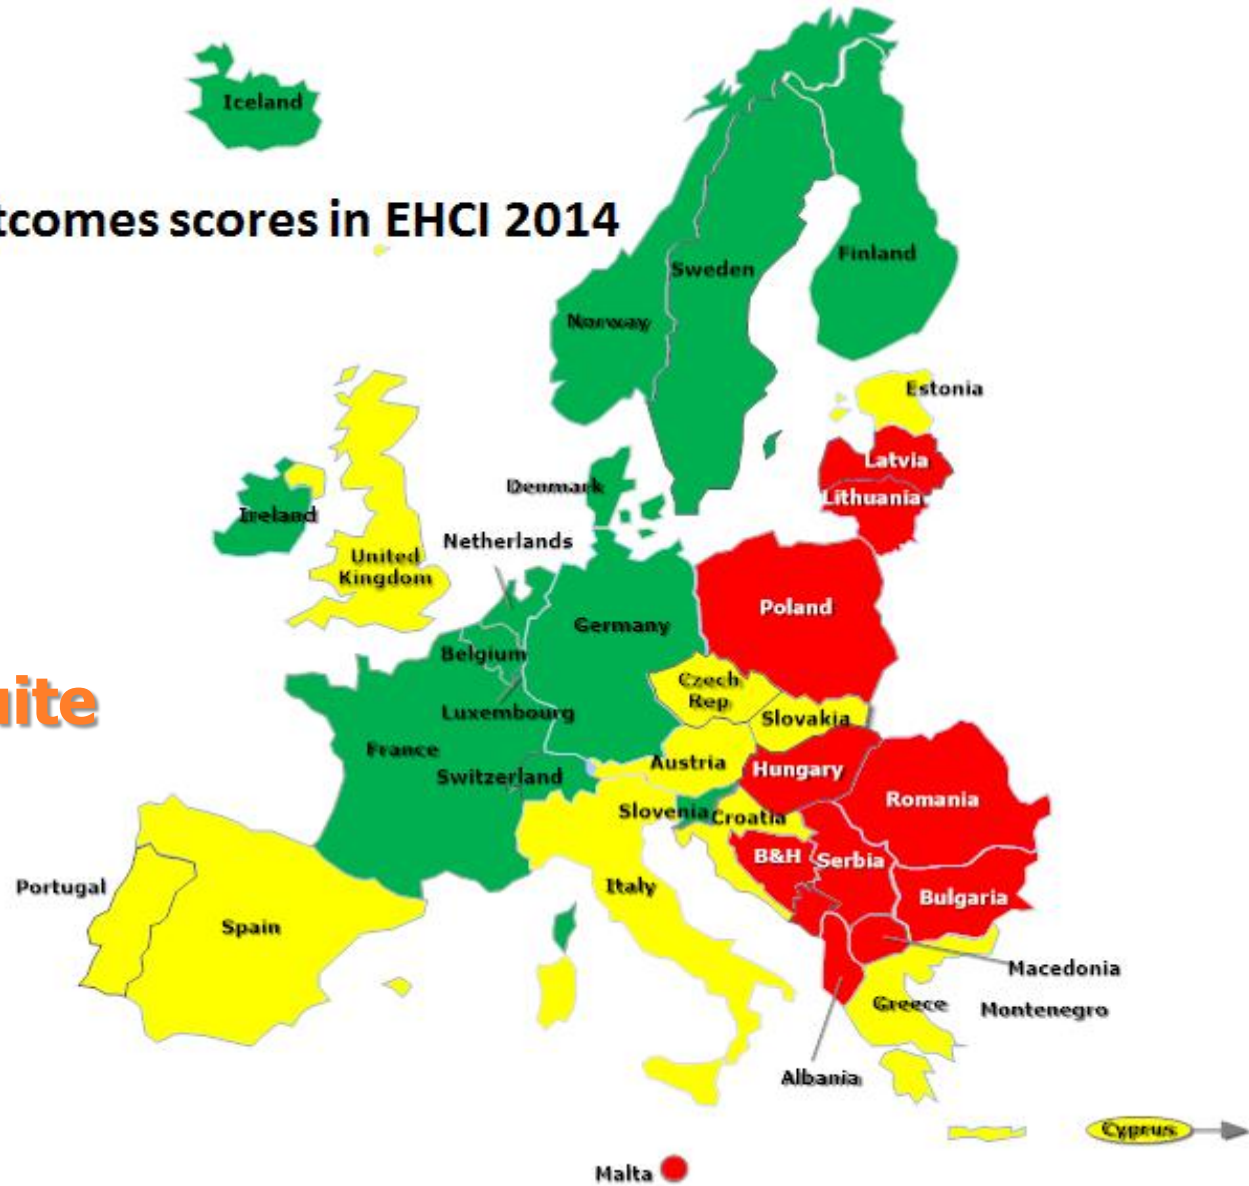 Iceland
tcomes scores in EHCI 2014
Finland
Sweden
Norway
Estonia
Latvia
Denmark
Lithuania
Ireland
Netherlands
United
Kingdom
Poland
Germany
Belgium
Czech
Rep
uite
Luxembourg
Slovakia
France
Austria
Switzerland
Hungary
Romania
Slovenia
Croatia
B&H
Serbia
Portugal
Italy
Bulgaria
Spain
Macedonia
Greece
Montenegro
Albania
Cyprus
Malta